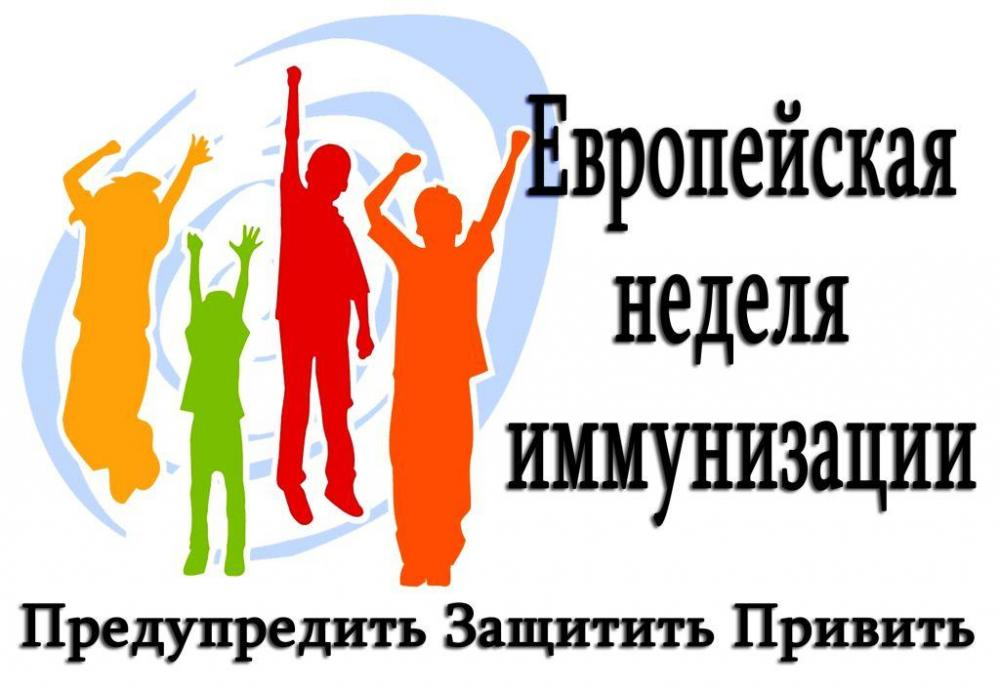 Европейская
неделя
иммунизации
Предупредить Защитить Привить